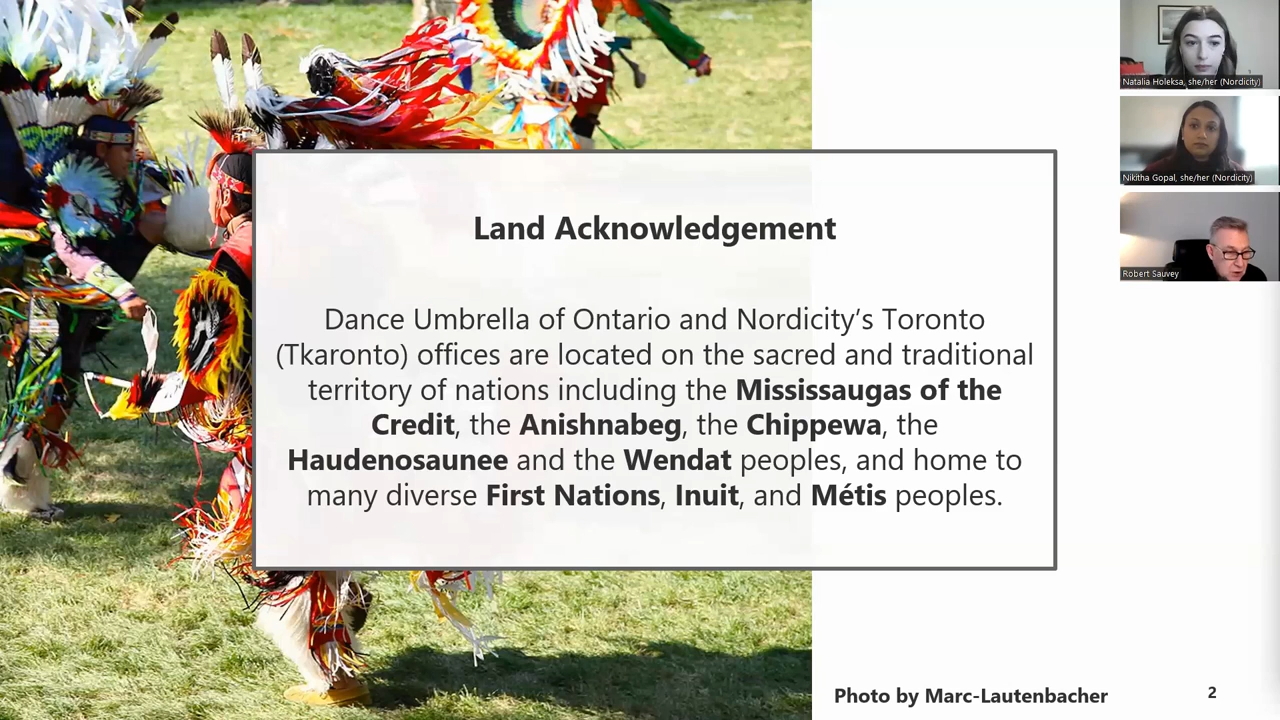 Land Acknowledgement
Dance Umbrella of Ontario and Nordicity’s Toronto
(Tkaronto) offices are located on the sacred and traditional
territory of nations including the Mississaugas of the
Credit, the Anishnabeg, the Chippewa, the
Haudenosaunee and the Wendat peoples, and home to
many diverse First Nations, Inuit, and Métis peoples.
Photo by Marc-Lautenbacher
2
Natalia Holeksa, she/her (Nordicity)
Nikitha Gopal, she/her (Nordicity)
Robert Sauvey